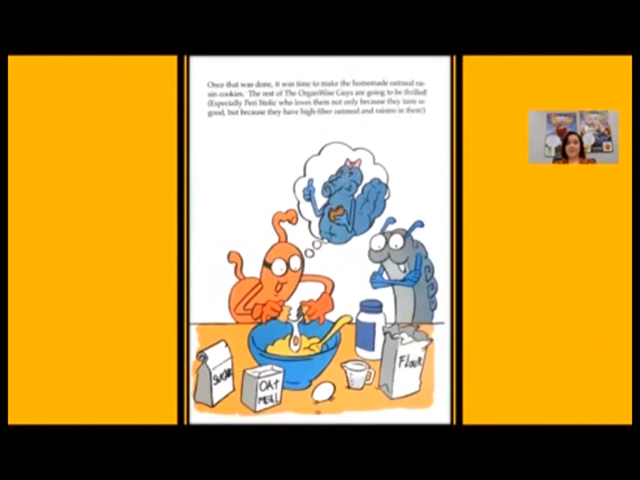 Once that was done, it was time to make the homemade oatmeal rai-
sin cookies. The rest of The OrganWise Guys are going to be thrilled!
(Especially Peri Stolic who loves them not only because they taste so
good, but because they have high-fiber oatmeal and raisins in them!)
SUGAR
OAT
MEAL
FLOUR